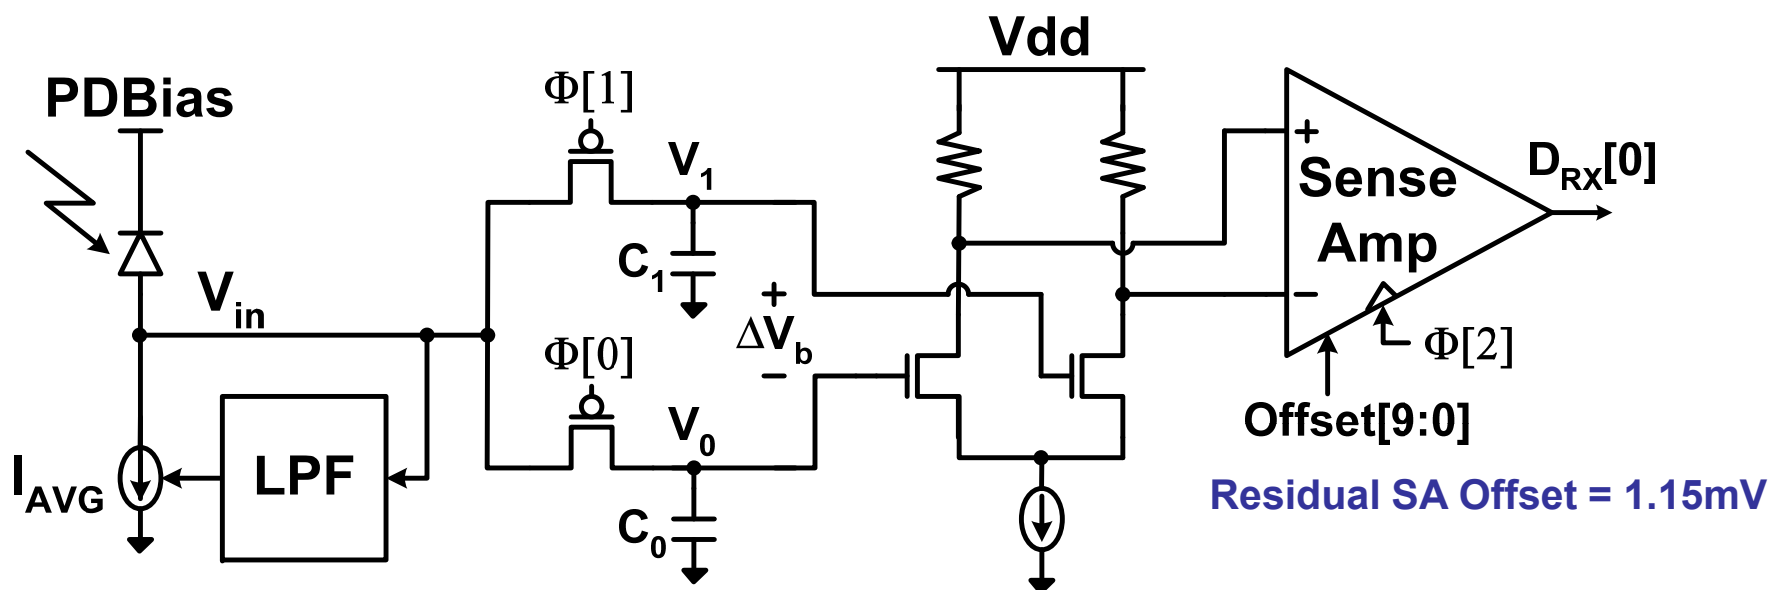 Vdd
PDBias
Φ[1]
V1
+
Sense
Amp
DRX[0]
C1
Vin
+
ΔVb
−
Φ[0]
−
Φ[2]
Offset[9:0]
V0
IAVG
LPF
C0
Residual SA Offset = 1.15mV